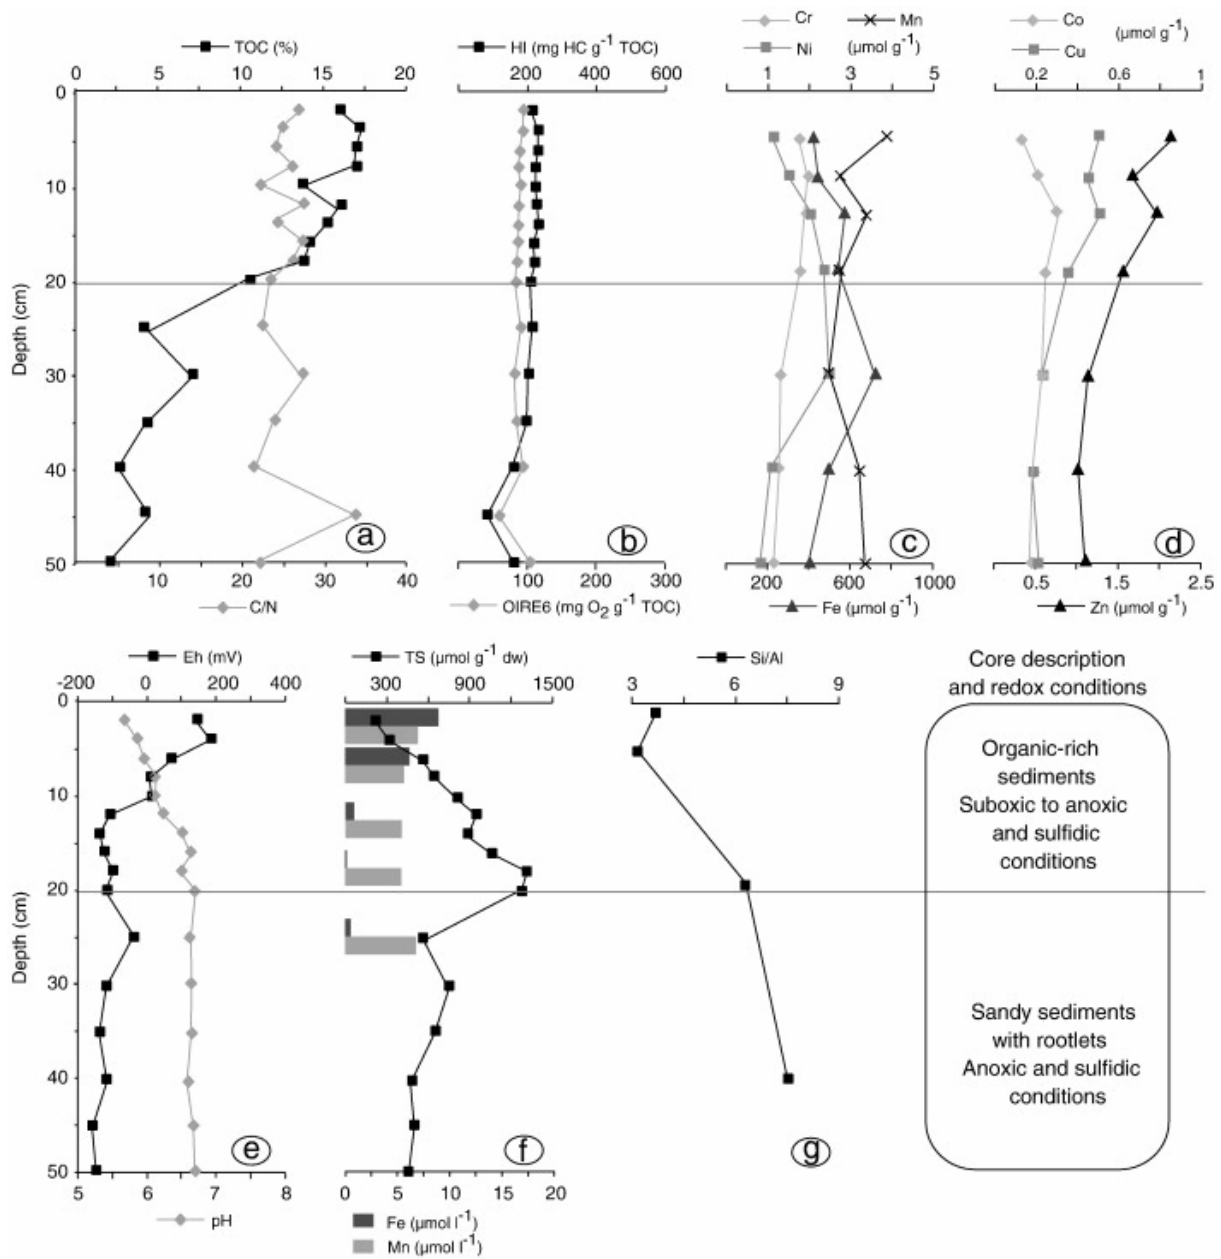 Cr Mn Co
TOC (%) HI (mg HC g⁻¹ TOC) Ni (µmol g⁻¹) Cu (µmol g⁻¹)
0 5 10 15 20 0 200 400 600 1 2 3 4 5 0.2 0.6 1
0
10
20
30
40
50
Depth (cm)
a b c d
10 20 30 40 0 100 200 300 200 600 1000 0.5 1.5 2.5
C/N OIRE6 (mg O₂ g⁻¹ TOC) Fe (µmol g⁻¹) Zn (µmol g⁻¹)
Eh (mV) TS (µmol g⁻¹ dw) Si/Al Core description
and redox conditions
-200 0 200 400 300 900 1500 3 6 9
0
10
20
30
40
50
Depth (cm)
Organic-rich
sediments
Suboxic to anoxic
and sulfidic
conditions
Sandy sediments
with rootlets
Anoxic and sulfidic
conditions
e f g
5 6 7 8 0 5 10 15 20
pH Fe (µmol l⁻¹)
Mn (µmol l⁻¹)